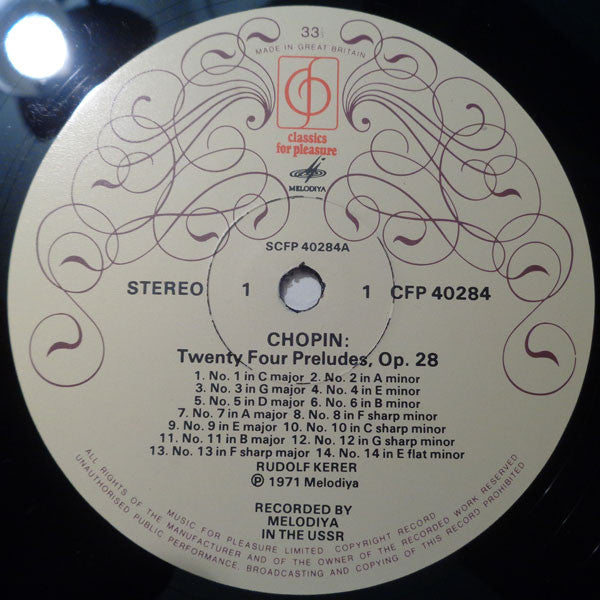 33⅓
MADE IN GREAT BRITAIN
cfp
classics
for pleasure
MELODIYA
SCFP 40284A
STEREO 1 1 CFP 40284
CHOPIN:
Twenty Four Preludes, Op. 28
1. No. 1 in C major 2. No. 2 in A minor
3. No. 3 in G major 4. No. 4 in E minor
5. No. 5 in D major 6. No. 6 in B minor
7. No. 7 in A major 8. No. 8 in F sharp minor
9. No. 9 in E major 10. No. 10 in C sharp minor
11. No. 11 in B major 12. No. 12 in G sharp minor
13. No. 13 in F sharp major 14. No. 14 in E flat minor
RUDOLF KERER
℗ 1971 Melodiya
RECORDED BY
MELODIYA
IN THE USSR
MUSIC FOR PLEASURE LIMITED. COPYRIGHT RECORD
ALL RIGHTS OF THE MANUFACTURER AND OF THE OWNER OF THE RECORDED WORK RESERVED
UNAUTHORISED PUBLIC PERFORMANCE, BROADCASTING AND COPYING OF THIS RECORD PROHIBITED